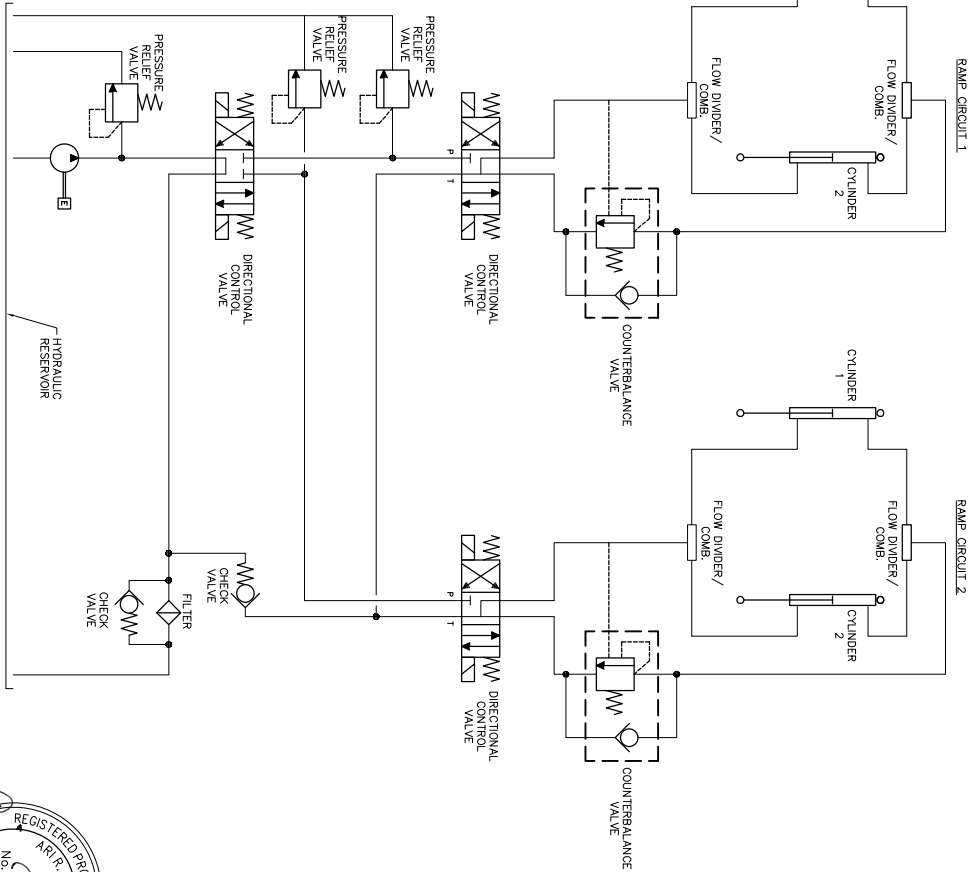 RAMP CIRCUIT 1
FLOW DIVIDER/
COMB.
FLOW DIVIDER/
COMB.
CYLINDER
2
RAMP CIRCUIT 2
FLOW DIVIDER/
COMB.
FLOW DIVIDER/
COMB.
CYLINDER
1
CYLINDER
2
COUNTERBALANCE
VALVE
COUNTERBALANCE
VALVE
PRESSURE
RELIEF
VALVE
PRESSURE
RELIEF
VALVE
PRESSURE
RELIEF
VALVE
P
T
P
T
DIRECTIONAL
CONTROL
VALVE
DIRECTIONAL
CONTROL
VALVE
DIRECTIONAL
CONTROL
VALVE
E
CHECK
VALVE
FILTER
CHECK
VALVE
HYDRAULIC
RESERVOIR
REGISTERED
ARI R.
No.